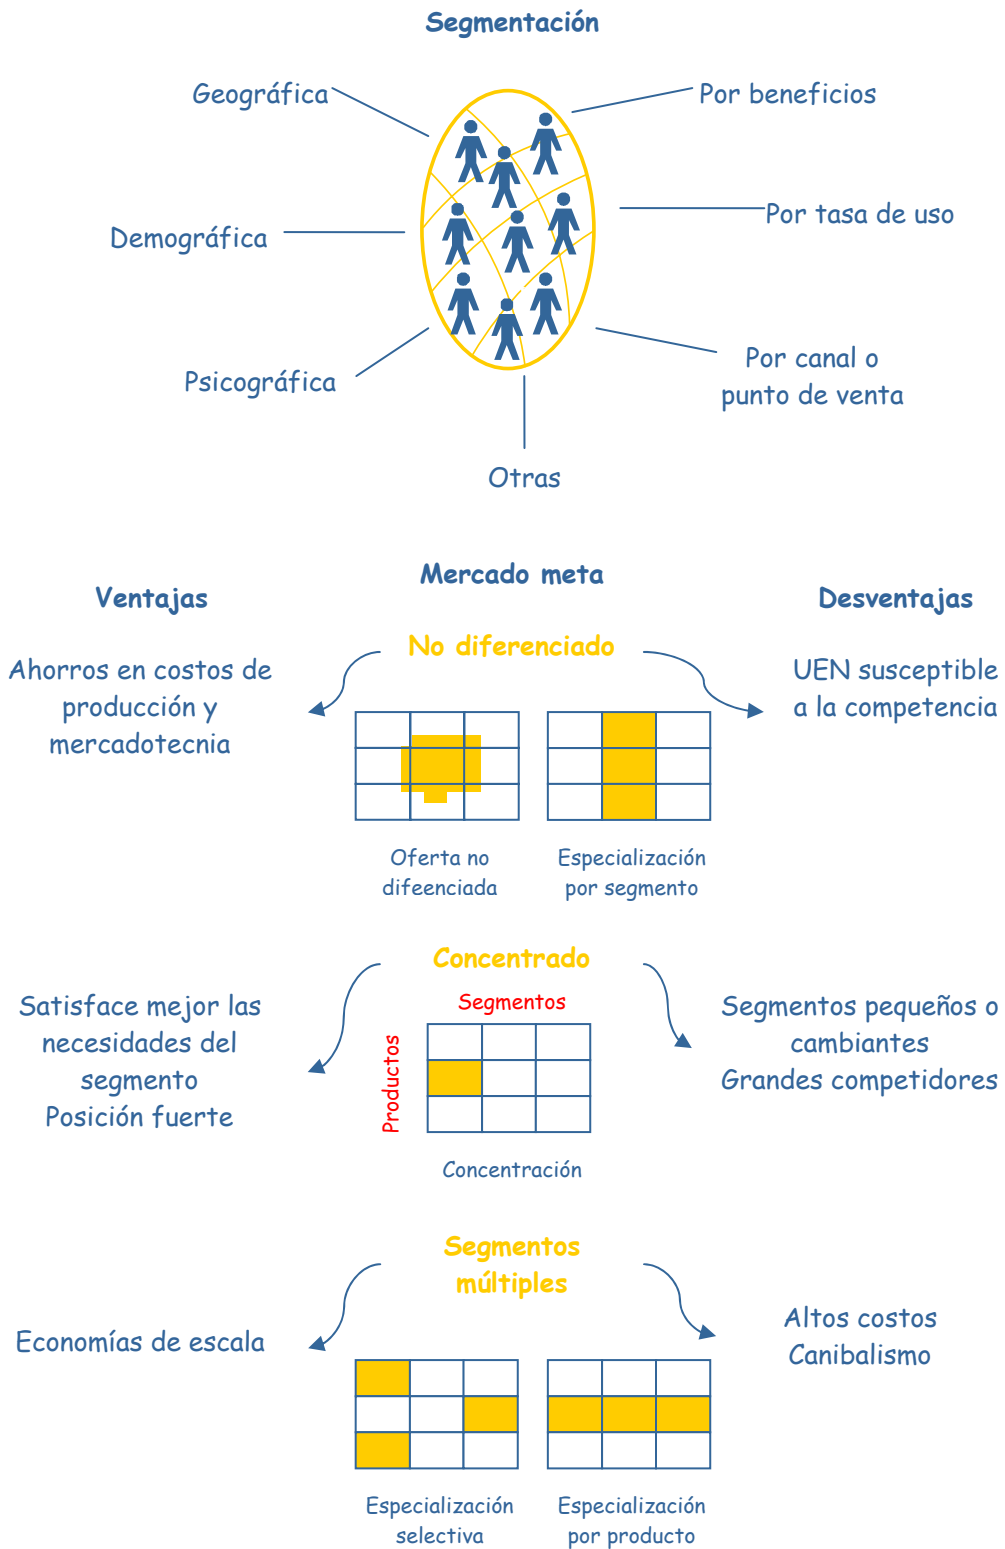 Segmentación
Geográfica
Por beneficios
Por tasa de uso
Demográfica
Por canal o
punto de venta
Psicográfica
Otras
Mercado meta
Ventajas
Desventajas
No diferenciado
Ahorros en costos de
producción y
mercadotecnia
UEN susceptible
a la competencia
Oferta no
difeenciada
Especialización
por segmento
Concentrado
Satisface mejor las
necesidades del
segmento
Posición fuerte
Segmentos
Productos
Segmentos pequeños o
cambiantes
Grandes competidores
Concentración
Segmentos
múltiples
Economías de escala
Altos costos
Canibalismo
Especialización
selectiva
Especialización
por producto